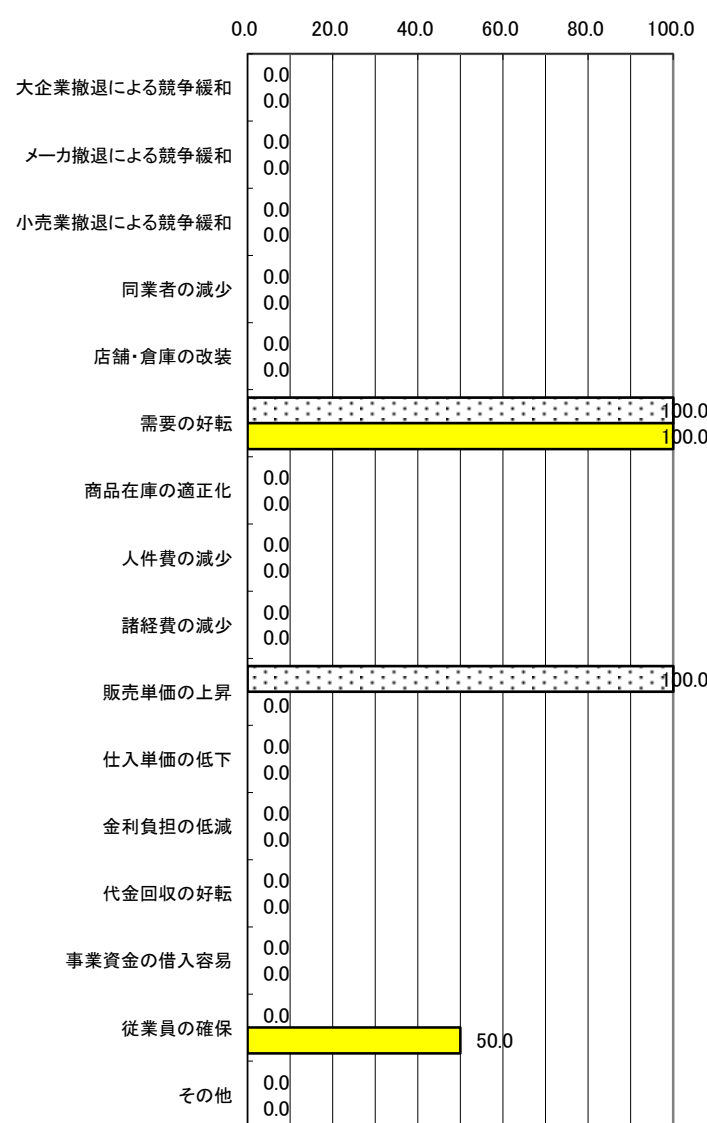 0.0 20.0 40.0 60.0 80.0 100.0
大企業撤退による競争緩和 0.0
0.0
メーカ撤退による競争緩和 0.0
0.0
小売業撤退による競争緩和 0.0
0.0
同業者の減少 0.0
0.0
店舗・倉庫の改装 0.0
0.0
需要の好転 100.0
100.0
商品在庫の適正化 0.0
0.0
人件費の減少 0.0
0.0
諸経費の減少 0.0
0.0
販売単価の上昇 100.0
0.0
仕入単価の低下 0.0
0.0
金利負担の低減 0.0
0.0
代金回収の好転 0.0
0.0
事業資金の借入容易 0.0
0.0
従業員の確保 0.0
50.0
その他 0.0
0.0